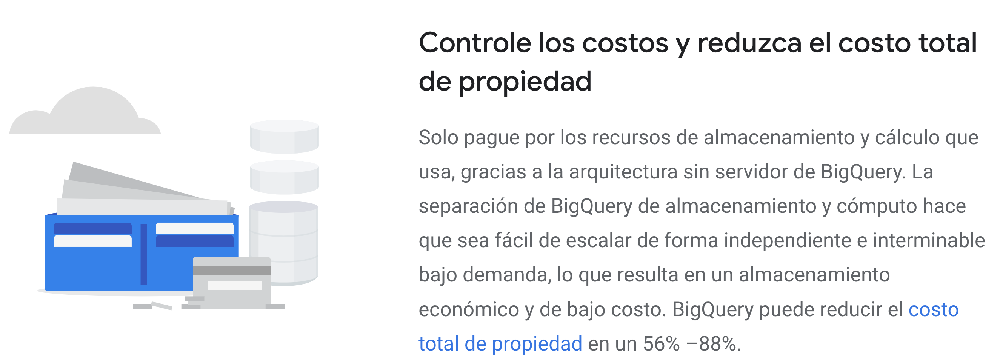 Controle los costos y reduzca el costo total
de propiedad
Solo pague por los recursos de almacenamiento y cálculo que
usa, gracias a la arquitectura sin servidor de BigQuery. La
separación de BigQuery de almacenamiento y cómputo hace
que sea fácil de escalar de forma independiente e interminable
bajo demanda, lo que resulta en un almacenamiento
económico y de bajo costo. BigQuery puede reducir el costo
total de propiedad en un 56% –88%.